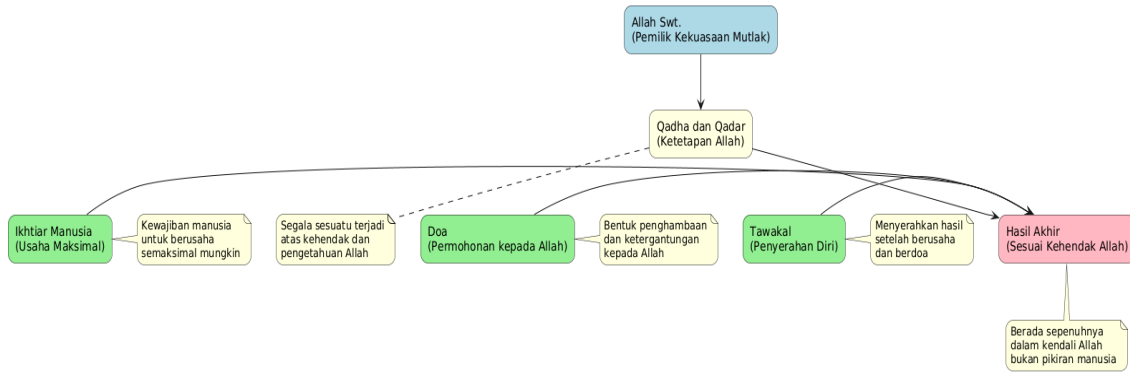 Allah Swt.
(Pemilik Kekuasaan Mutlak)
Qadha dan Qadar
(Ketetapan Allah)
Ikhtiar Manusia
(Usaha Maksimal)
Kewajiban manusia
untuk berusaha
semaksimal mungkin
Segala sesuatu terjadi
atas kehendak dan
pengetahuan Allah
Doa
(Permohonan kepada Allah)
Bentuk penghambaan
dan ketergantungan
kepada Allah
Tawakal
(Penyerahan Diri)
Menyerahkan hasil
setelah berusaha
dan berdoa
Hasil Akhir
(Sesuai Kehendak Allah)
Berada sepenuhnya
dalam kendali Allah
bukan pikiran manusia